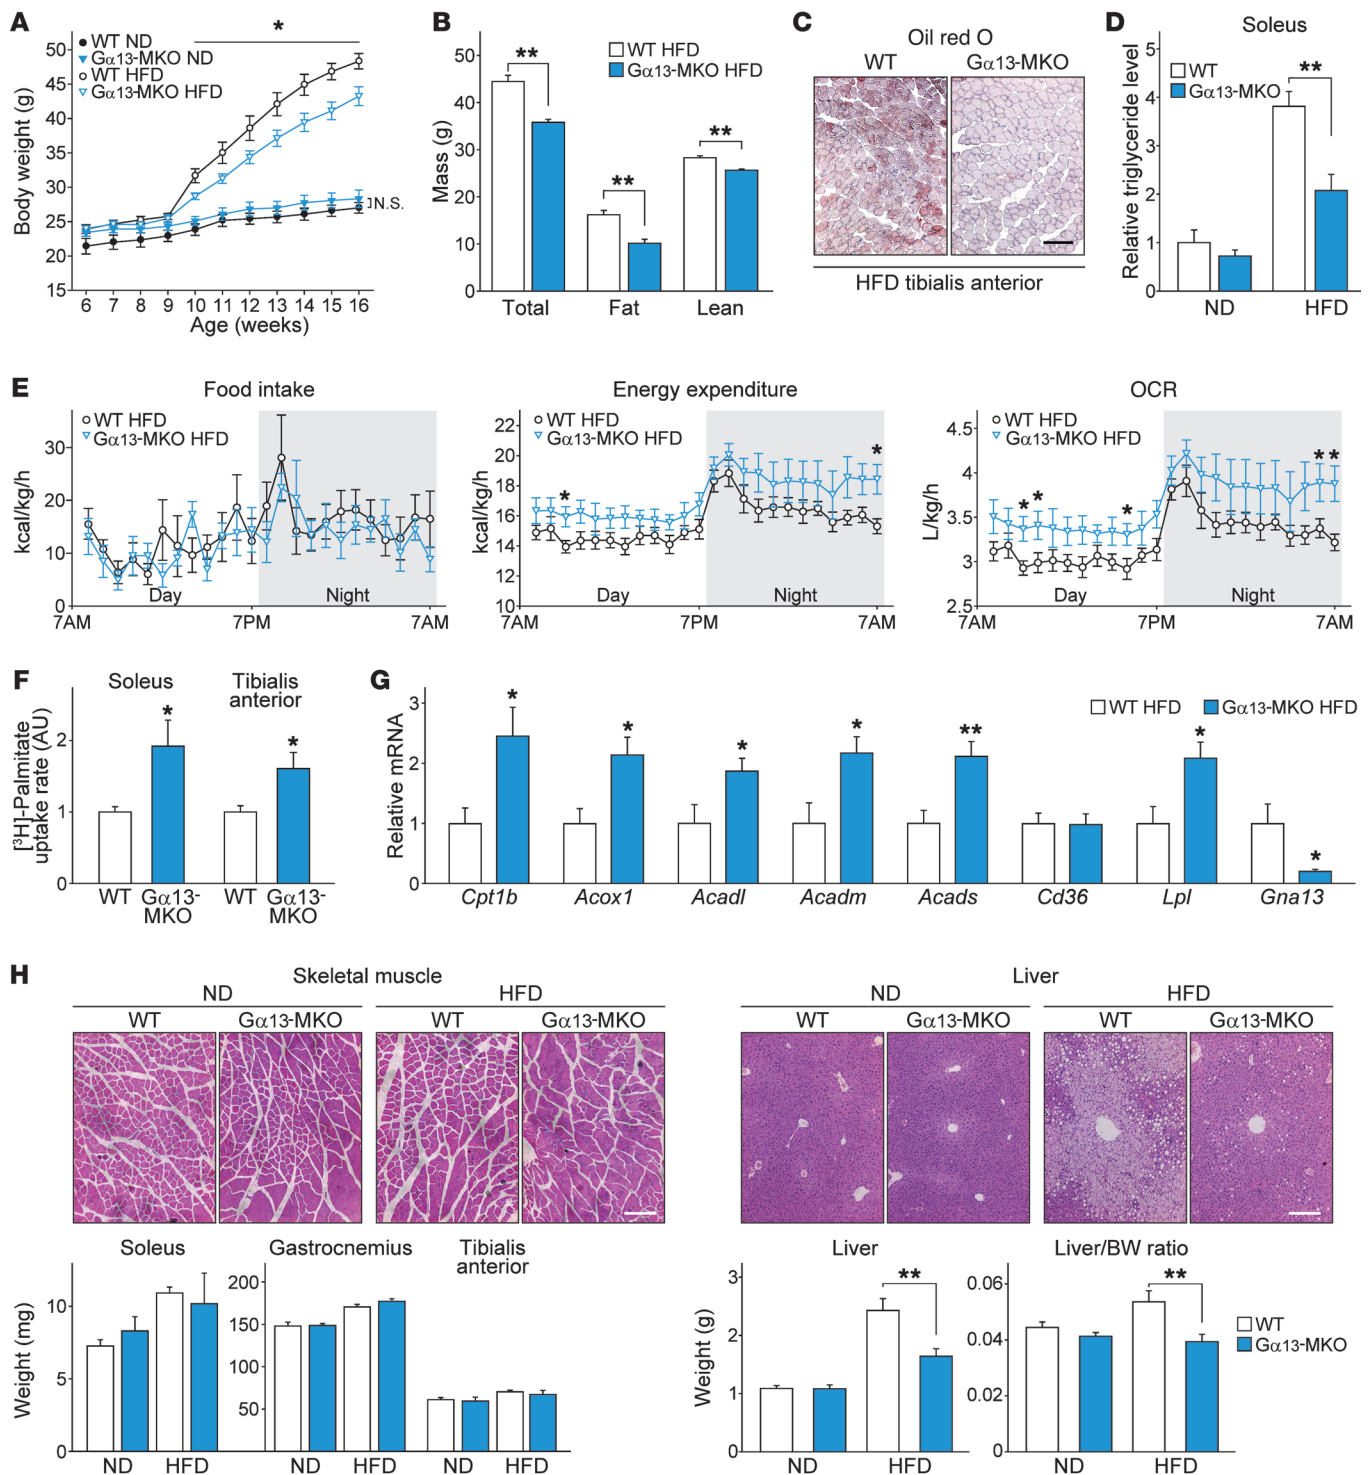 A
WT ND
Gα13-MKO ND
WT HFD
Gα13-MKO HFD
*
Body weight (g)
50
45
40
35
30
25
20
15
N.S.
6 7 8 9 10 11 12 13 14 15 16
Age (weeks)
B
WT HFD
Gα13-MKO HFD
Mass (g)
50
40
30
20
10
0
** ** **
Total Fat Lean
C
Oil red O
WT Gα13-MKO
HFD tibialis anterior
D
Soleus
WT
Gα13-MKO
**
Relative triglyceride level
5
4
3
2
1
0
ND HFD
E
Food intake
WT HFD
Gα13-MKO HFD
kcal/kg/h
30
20
10
0
Day Night
7AM 7PM 7AM
Energy expenditure
WT HFD
Gα13-MKO HFD
kcal/kg/h
22
20
18
16
14
12
10
* *
Day Night
7AM 7PM 7AM
OCR
WT HFD
Gα13-MKO HFD
L/kg/h
4.5
4
3.5
3
2.5
* * * * *
Day Night
7AM 7PM 7AM
F
Soleus Tibialis
anterior
[³H]-Palmitate
uptake rate (AU)
2
1
0
* *
WT Gα13-
MKO
WT Gα13-
MKO
G
WT HFD Gα13-MKO HFD
Relative mRNA
3
2
1
0
* * * * ** * *
Cpt1b Acox1 Acadl Acadm Acads Cd36 Lpl Gna13
H
Skeletal muscle
ND HFD
WT Gα13-MKO WT Gα13-MKO
Liver
ND HFD
WT Gα13-MKO WT Gα13-MKO
Soleus Gastrocnemius Tibialis
anterior
Weight (mg)
10
5
0
200
150
100
50
ND HFD ND HFD ND HFD
Liver
Weight (g)
3
2
1
0
**
ND HFD
Liver/BW ratio
0.06
0.04
0.02
0
**
ND HFD
WT
Gα13-MKO